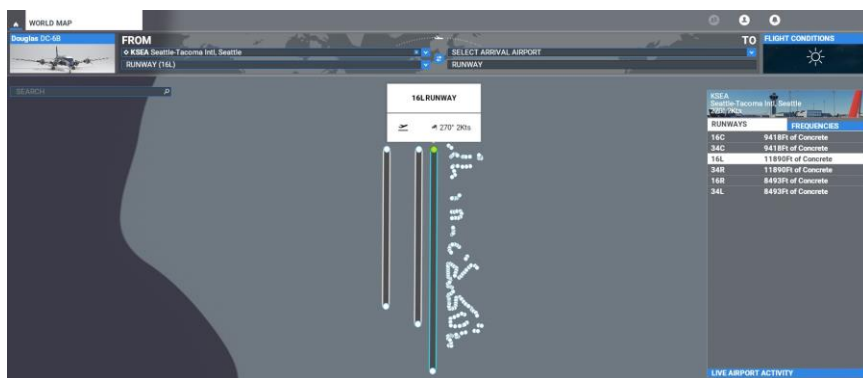 WORLD MAP
Douglas DC-6B
FROM
KSEA Seattle-Tacoma Intl, Seattle
RUNWAY (16L)
TO
SELECT ARRIVAL AIRPORT
RUNWAY
FLIGHT CONDITIONS
SEARCH
16L RUNWAY
270° 2Kts
KSEA
Seattle-Tacoma Intl, Seattle
270° 2Kts
RUNWAYS
FREQUENCIES
16C 9418Ft of Concrete
34C 9418Ft of Concrete
16L 11890Ft of Concrete
34R 11890Ft of Concrete
16R 8493Ft of Concrete
34L 8493Ft of Concrete
LIVE AIRPORT ACTIVITY